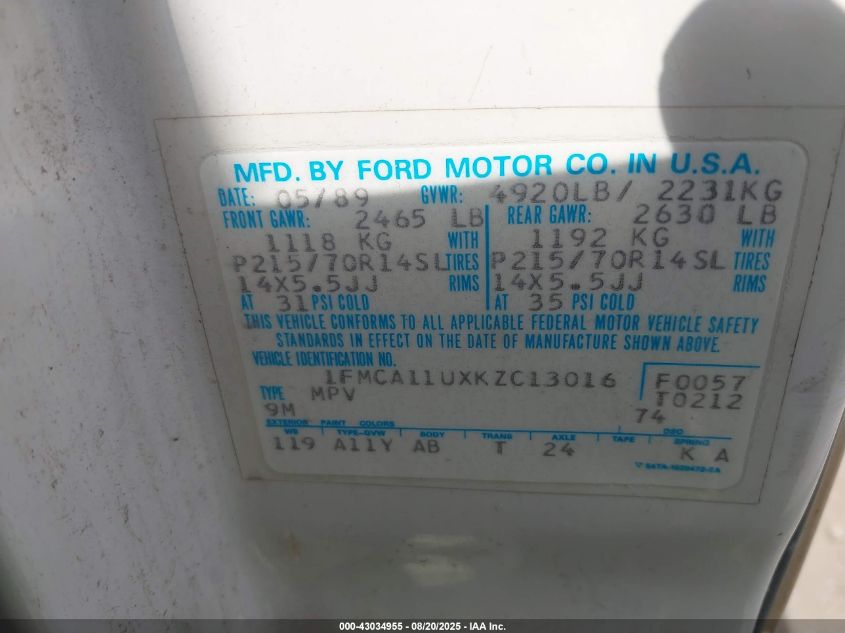 MFD. BY FORD MOTOR CO. IN U.S.A.
DATE: 05/89 GVWR: 4920LB/ 2231KG
FRONT GAWR: 2465 LB REAR GAWR: 2630 LB
1118 KG WITH 1192 KG WITH
P215/70R14SL TIRES P215/70R14SL TIRES
14X5.5JJ RIMS 14X5.5JJ RIMS
AT 31 PSI COLD AT 35 PSI COLD
THIS VEHICLE CONFORMS TO ALL APPLICABLE FEDERAL MOTOR VEHICLE SAFETY
STANDARDS IN EFFECT ON THE DATE OF MANUFACTURE SHOWN ABOVE.
VEHICLE IDENTIFICATION NO.
1FMCA11UXKZC13016 F0057
TYPE MPV T0212
9M 74
EXTERIOR PAINT COLORS DSO
WB TYPE-GVW BODY TRANS AXLE TAPE SPRING
119 A11Y AB T 24 K A
000-43034955 - 08/20/2025 - IAA Inc.